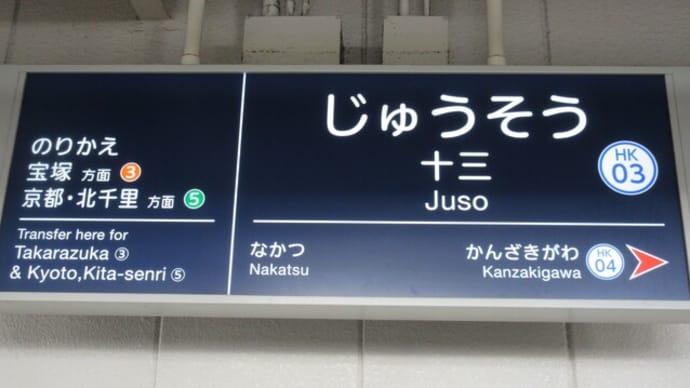 のりかえ
宝塚 方面 3
京都・北千里 方面 5
Transfer here for
Takarazuka ③
& Kyoto,Kita-senri ⑤
じゅうそう
十三
Juso
HK
03
なかつ
Nakatsu
かんざきがわ
Kanzakigawa
HK
04